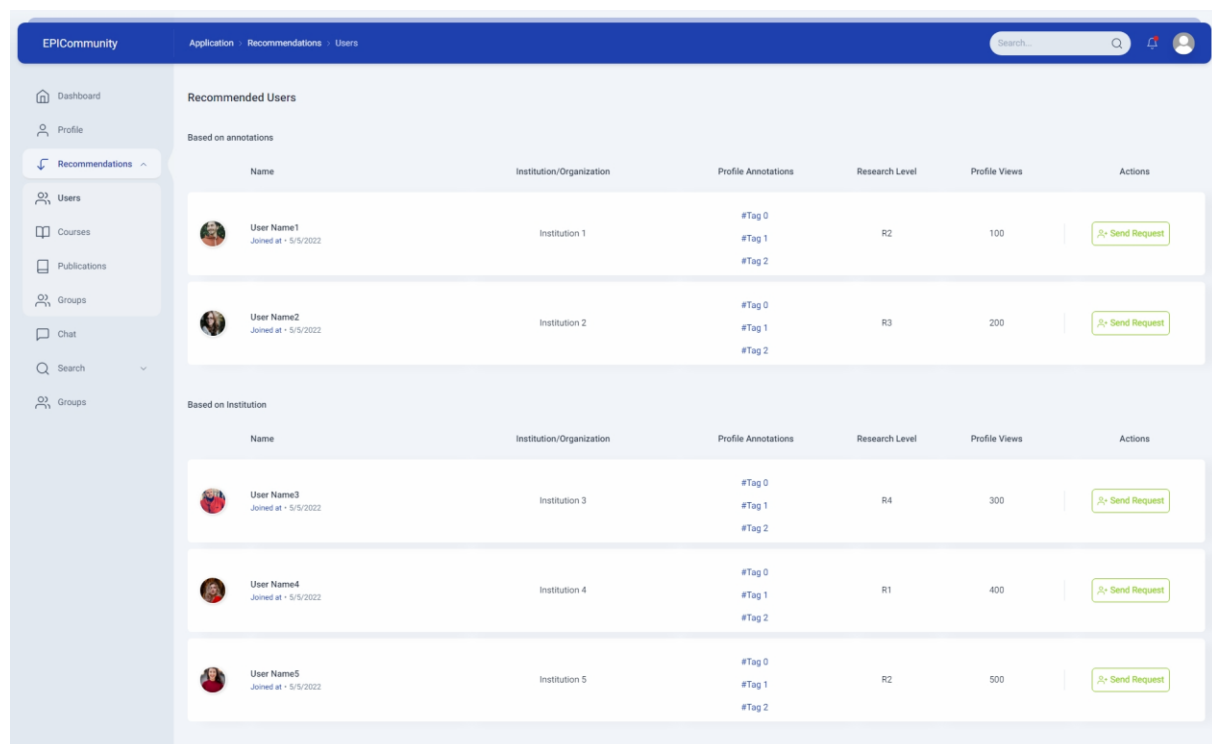 EPICommunity
Application > Recommendations > Users
Search...
Dashboard
Profile
Recommendations
Users
Courses
Publications
Groups
Chat
Search
Groups
Recommended Users
Based on annotations
Name Institution/Organization Profile Annotations Research Level Profile Views Actions
#Tag 0
User Name1
Joined at • 5/5/2022
Institution 1 #Tag 1 R2 100 Send Request
#Tag 2
#Tag 0
User Name2
Joined at • 5/5/2022
Institution 2 #Tag 1 R3 200 Send Request
#Tag 2
Based on Institution
Name Institution/Organization Profile Annotations Research Level Profile Views Actions
#Tag 0
User Name3
Joined at • 5/5/2022
Institution 3 #Tag 1 R4 300 Send Request
#Tag 2
#Tag 0
User Name4
Joined at • 5/5/2022
Institution 4 #Tag 1 R1 400 Send Request
#Tag 2
#Tag 0
User Name5
Joined at • 5/5/2022
Institution 5 #Tag 1 R2 500 Send Request
#Tag 2